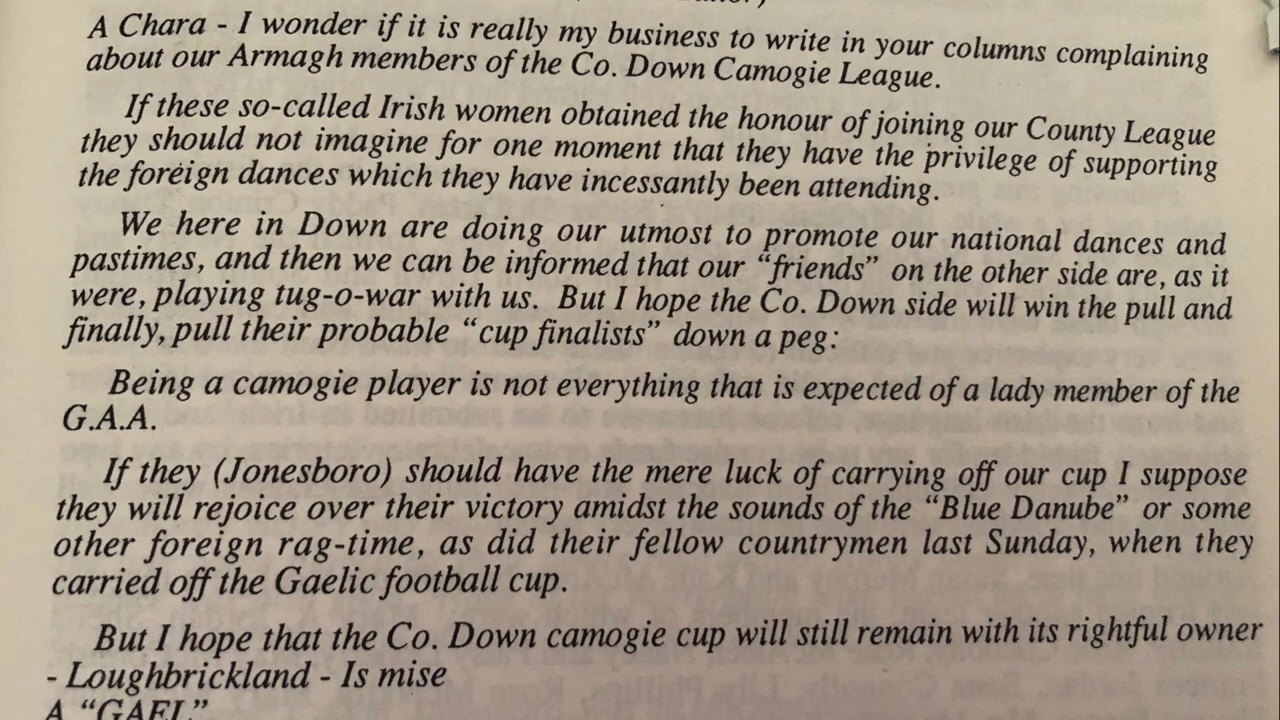 A Chara - I wonder if it is really my business to write in your columns complaining
about our Armagh members of the Co. Down Camogie League.
If these so-called Irish women obtained the honour of joining our County League
they should not imagine for one moment that they have the privilege of supporting
the foreign dances which they have incessantly been attending.
We here in Down are doing our utmost to promote our national dances and
pastimes, and then we can be informed that our “friends” on the other side are, as it
were, playing tug-o-war with us. But I hope the Co. Down side will win the pull and
finally, pull their probable “cup finalists” down a peg:
Being a camogie player is not everything that is expected of a lady member of the
G.A.A.
If they (Jonesboro) should have the mere luck of carrying off our cup I suppose
they will rejoice over their victory amidst the sounds of the “Blue Danube” or some
other foreign rag-time, as did their fellow countrymen last Sunday, when they
carried off the Gaelic football cup.
But I hope that the Co. Down camogie cup will still remain with its rightful owner
- Loughbrickland - Is mise
A “GAEL”